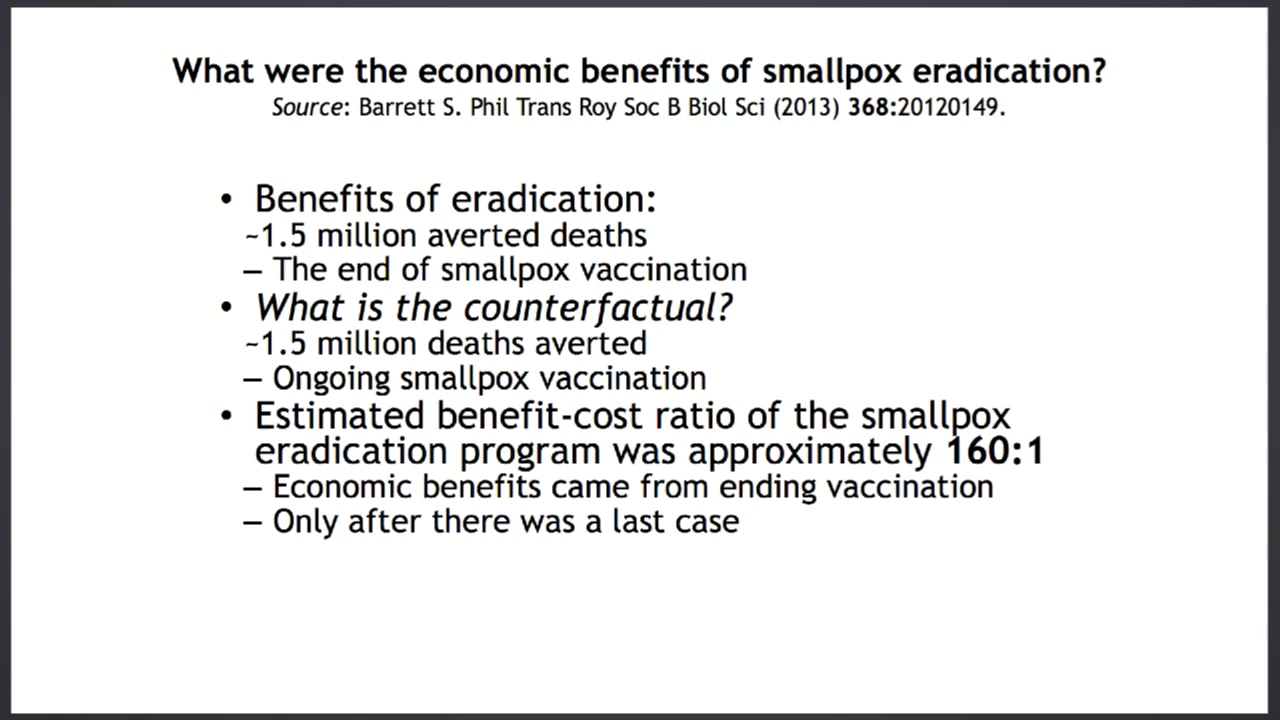 What were the economic benefits of smallpox eradication?
Source: Barrett S. Phil Trans Roy Soc B Biol Sci (2013) 368:20120149.
• Benefits of eradication:
~1.5 million averted deaths
– The end of smallpox vaccination
• What is the counterfactual?
~1.5 million deaths averted
– Ongoing smallpox vaccination
• Estimated benefit-cost ratio of the smallpox
eradication program was approximately 160:1
– Economic benefits came from ending vaccination
– Only after there was a last case